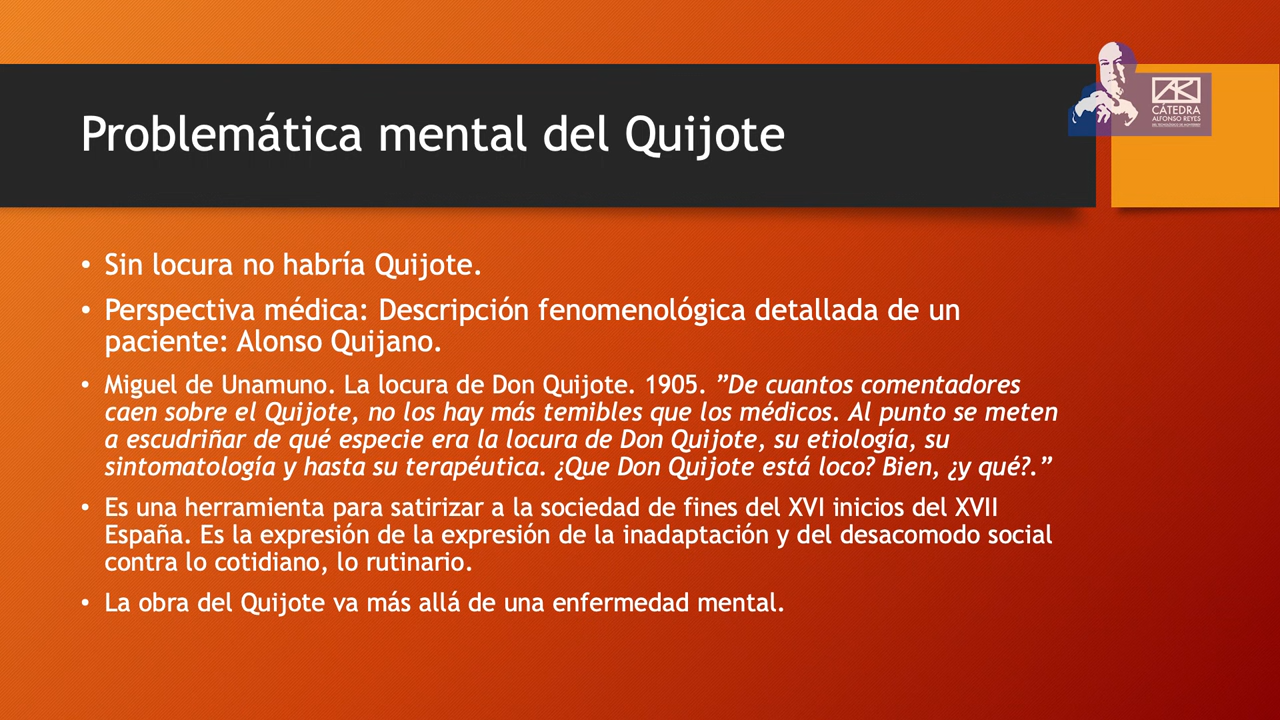 Problemática mental del Quijote
CÁTEDRA
ALFONSO REYES
DEL TECNOLÓGICO DE MONTERREY
• Sin locura no habría Quijote.
• Perspectiva médica: Descripción fenomenológica detallada de un
paciente: Alonso Quijano.
• Miguel de Unamuno. La locura de Don Quijote. 1905. ”De cuantos comentadores
caen sobre el Quijote, no los hay más temibles que los médicos. Al punto se meten
a escudriñar de qué especie era la locura de Don Quijote, su etiología, su
sintomatología y hasta su terapéutica. ¿Que Don Quijote está loco? Bien, ¿y qué?.”
• Es una herramienta para satirizar a la sociedad de fines del XVI inicios del XVII
España. Es la expresión de la expresión de la inadaptación y del desacomodo social
contra lo cotidiano, lo rutinario.
• La obra del Quijote va más allá de una enfermedad mental.